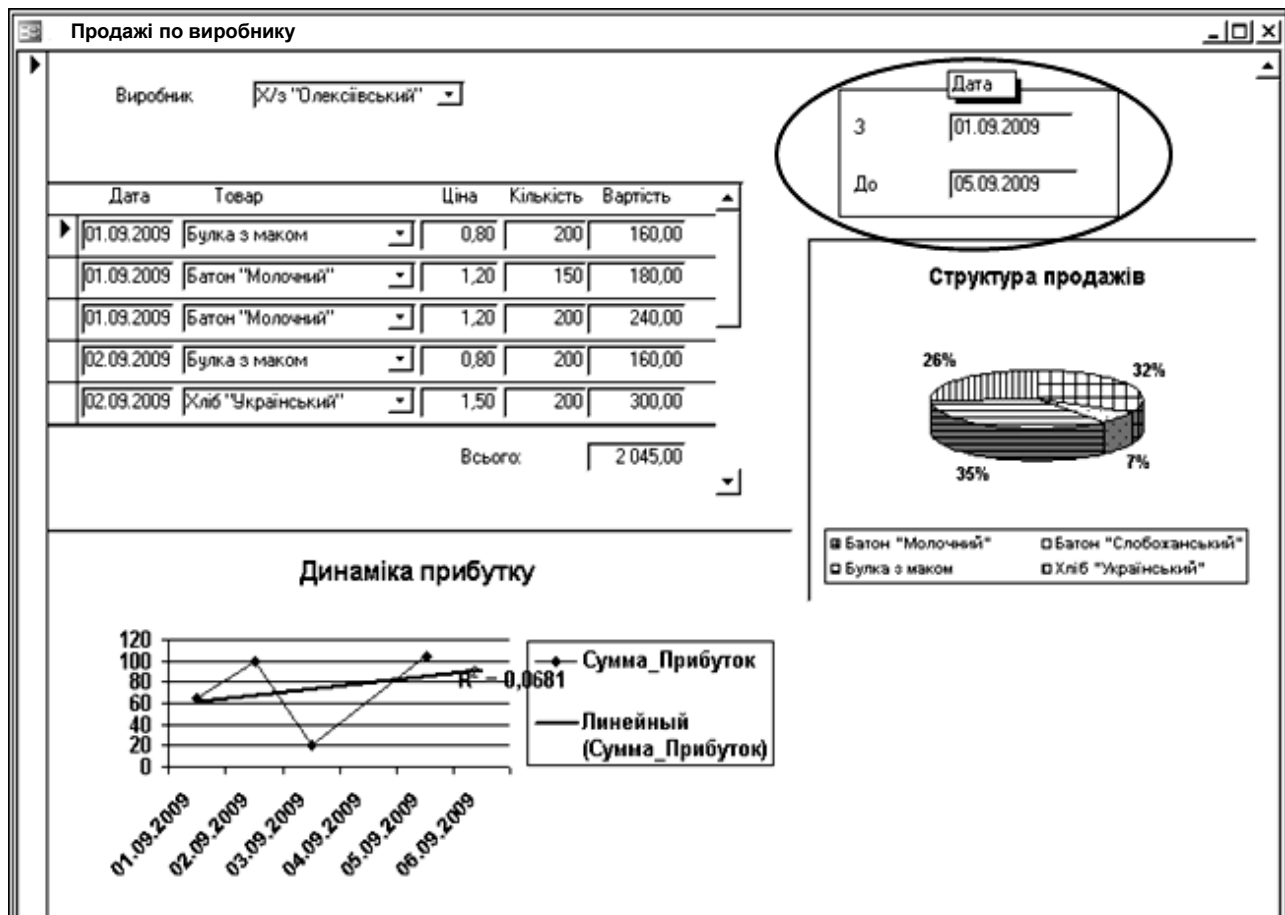 Продажі по виробнику
Виробник Х/з "Олексіївський"
Дата
З 01.09.2009
До 05.09.2009
Дата Товар Ціна Кількість Вартість
01.09.2009 Булка з маком 0,80 200 160,00
01.09.2009 Батон "Молочний" 1,20 150 180,00
01.09.2009 Батон "Молочний" 1,20 200 240,00
02.09.2009 Булка з маком 0,80 200 160,00
02.09.2009 Хліб "Український" 1,50 200 300,00
Всього: 2 045,00
Структура продажів
26%
32%
35%
7%
Батон "Молочний" Батон "Слобожанський"
Булка з маком Хліб "Український"
Динаміка прибутку
120
100
80
60
40
20
0
R² = 0,0681
01.09.2009
02.09.2009
03.09.2009
04.09.2009
05.09.2009
06.09.2009
Сумма_Прибуток
Линейный
(Сумма_Прибуток)